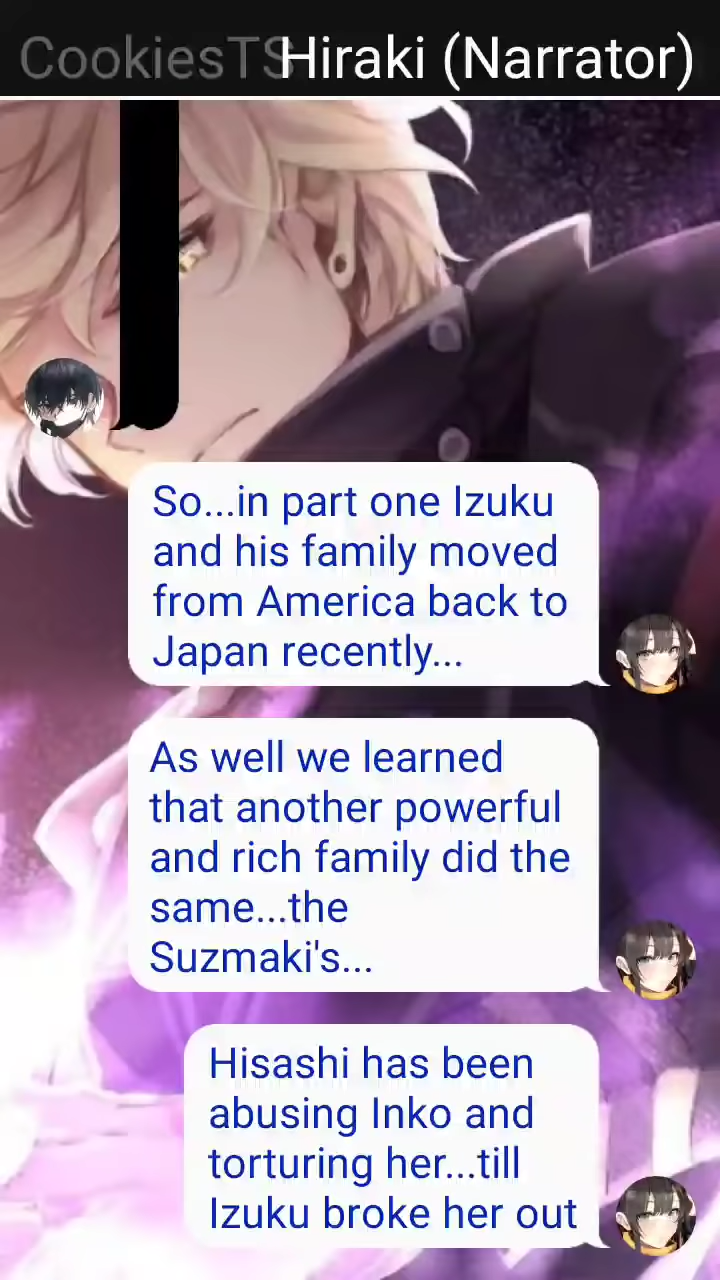 CookiesTS Hiraki (Narrator)
So...in part one Izuku
and his family moved
from America back to
Japan recently...
As well we learned
that another powerful
and rich family did the
same...the
Suzmaki's...
Hisashi has been
abusing Inko and
torturing her...till
Izuku broke her out